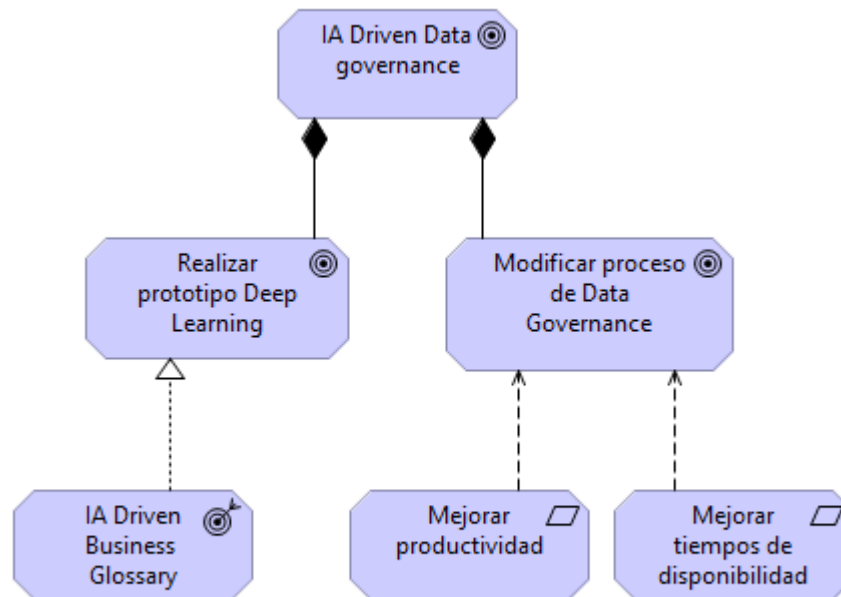 IA Driven Data
governance
Realizar
prototipo Deep
Learning
Modificar proceso
de Data
Governance
IA Driven
Business
Glossary
Mejorar
productividad
Mejorar
tiempos de
disponibilidad